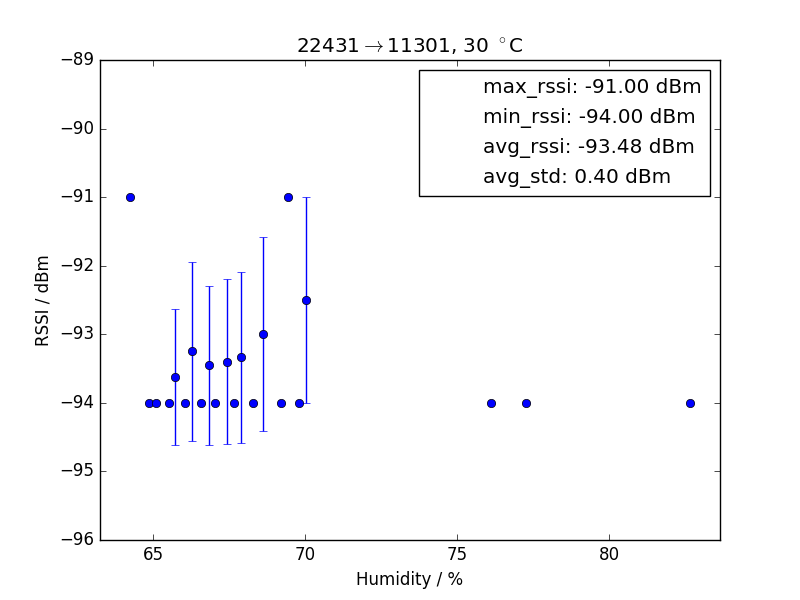 22431→11301, 30 °C
max_rssi: -91.00 dBm
min_rssi: -94.00 dBm
avg_rssi: -93.48 dBm
avg_std: 0.40 dBm
RSSI / dBm
−89
−90
−91
−92
−93
−94
−95
−96
65 70 75 80
Humidity / %